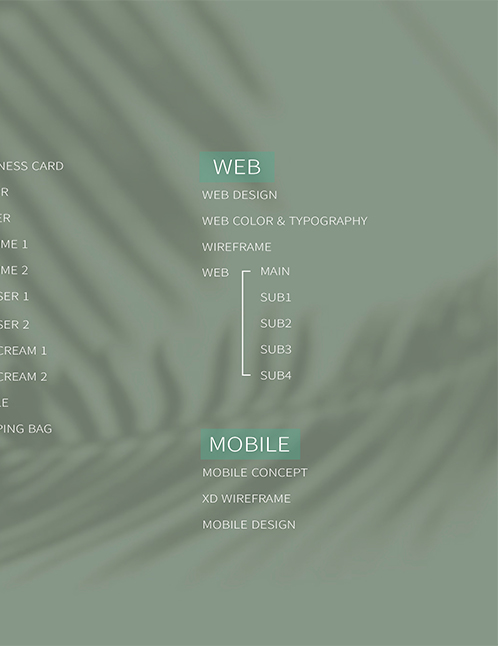 NESS CARD
R
ER
ME 1
ME 2
SER 1
SER 2
CREAM 1
CREAM 2
LE
PING BAG
WEB
WEB DESIGN
WEB COLOR & TYPOGRAPHY
WIREFRAME
WEB
MAIN
SUB1
SUB2
SUB3
SUB4
MOBILE
MOBILE CONCEPT
XD WIREFRAME
MOBILE DESIGN